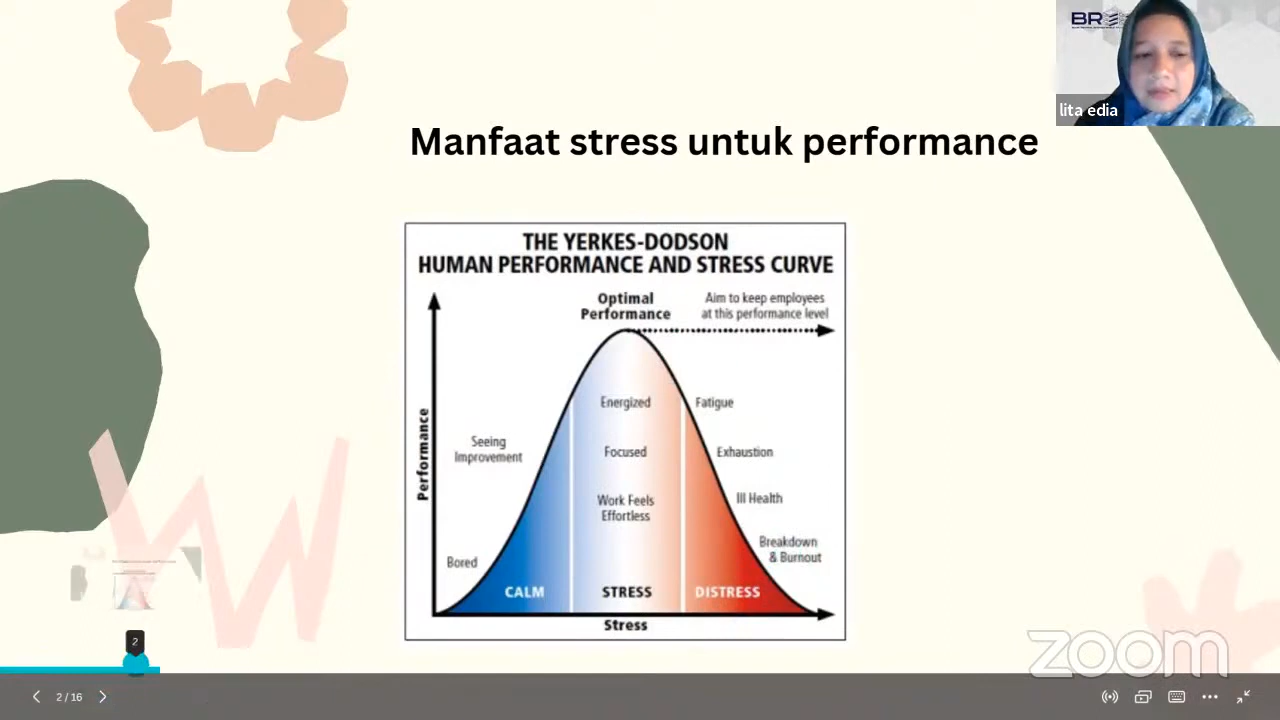 BR
lita edia
Manfaat stress untuk performance
THE YERKES-DODSON
HUMAN PERFORMANCE AND STRESS CURVE
Optimal
Performance
Aim to keep employees
at this performance level
Performance
Energized
Fatigue
Seeing
Improvement
Focused
Exhaustion
Work Feels
Effortless
Ill Health
Breakdown
& Burnout
Bored
CALM
STRESS
DISTRESS
Stress
2
zoom
2 / 16